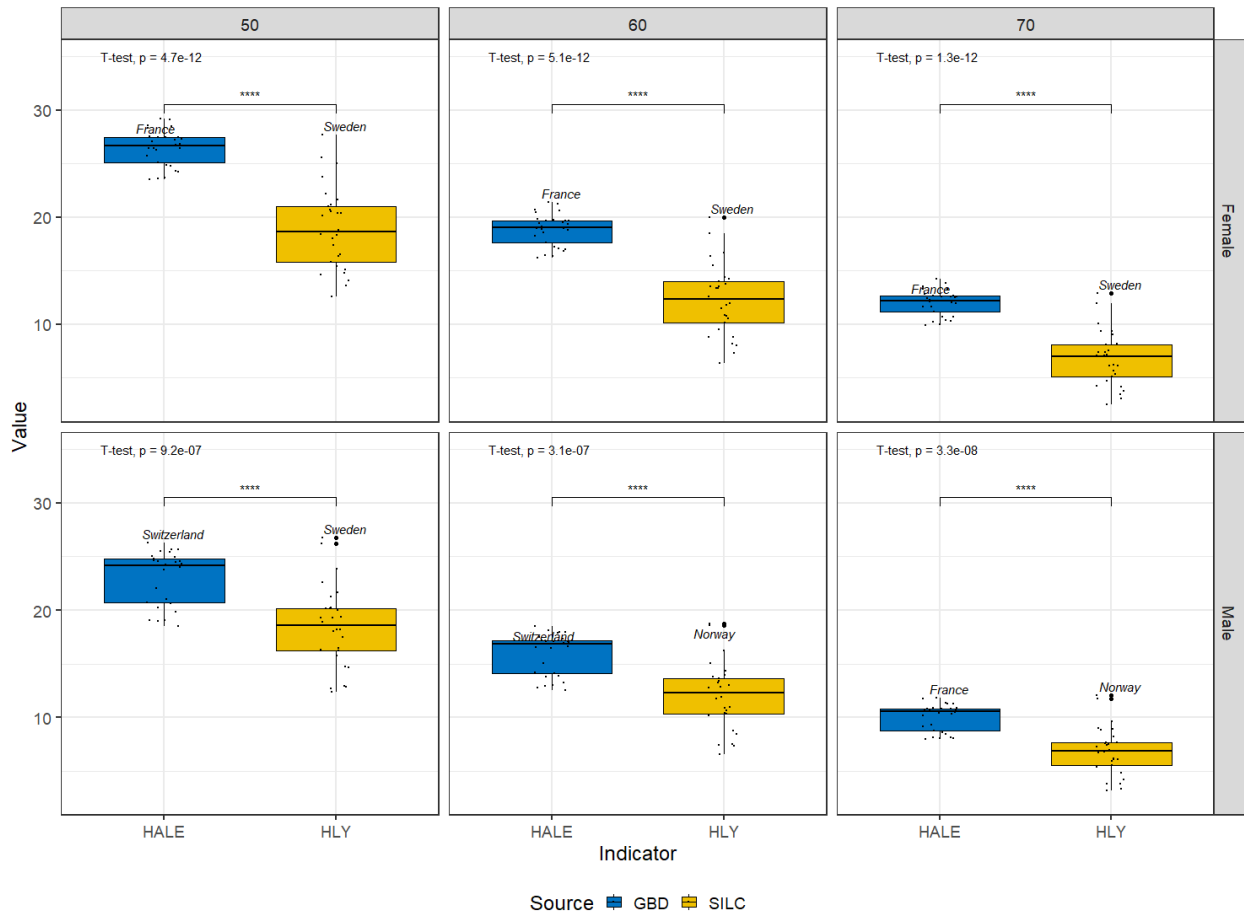 50
60
70
T-test, p = 4.7e-12
T-test, p = 5.1e-12
T-test, p = 1.3e-12
****
****
****
30
20
10
France
Sweden
France
Sweden
France
Sweden
Female
Value
T-test, p = 9.2e-07
T-test, p = 3.1e-07
T-test, p = 3.3e-08
****
****
****
30
20
10
Switzerland
Sweden
Switzerland
Norway
France
Norway
Male
HALE
HLY
HALE
HLY
HALE
HLY
Indicator
Source GBD SILC